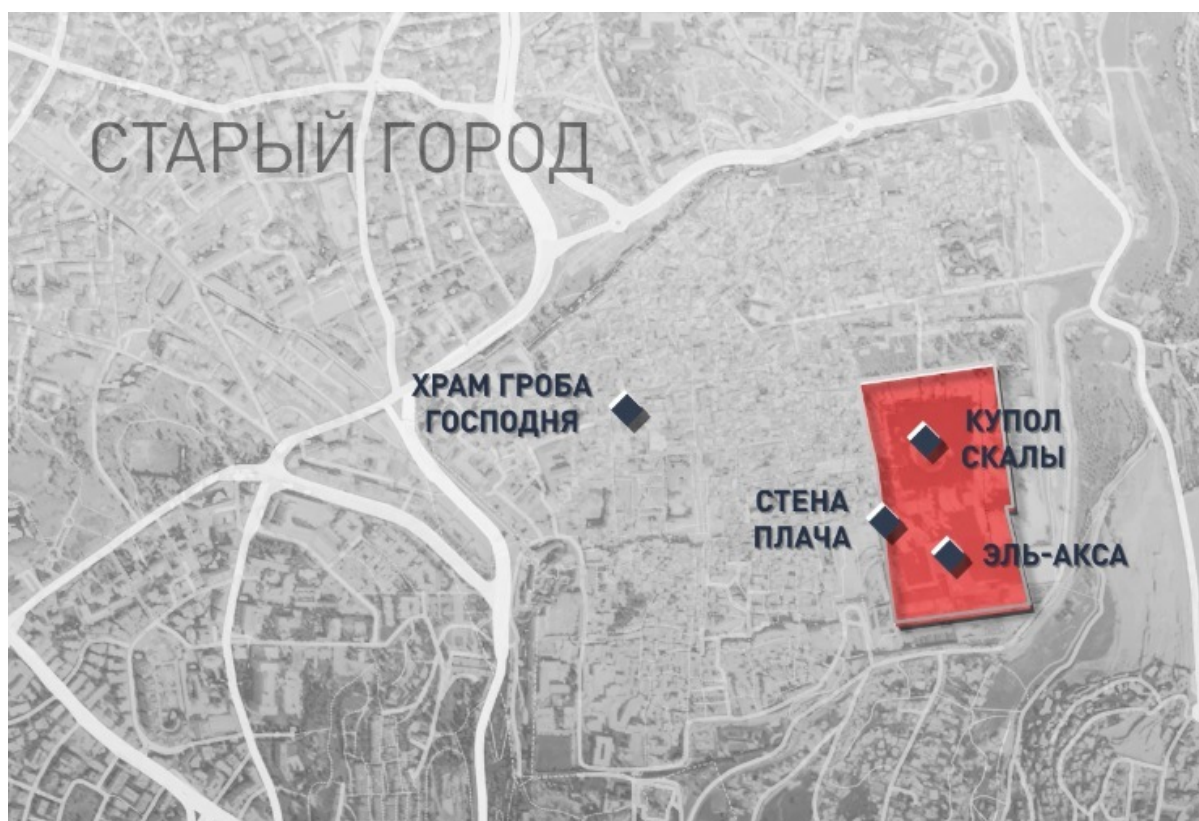 СТАРЫЙ ГОРОД
ХРАМ ГРОБА
ГОСПОДНЯ
КУПОЛ
СКАЛЫ
СТЕНА
ПЛАЧА
ЭЛЬ-АКСА